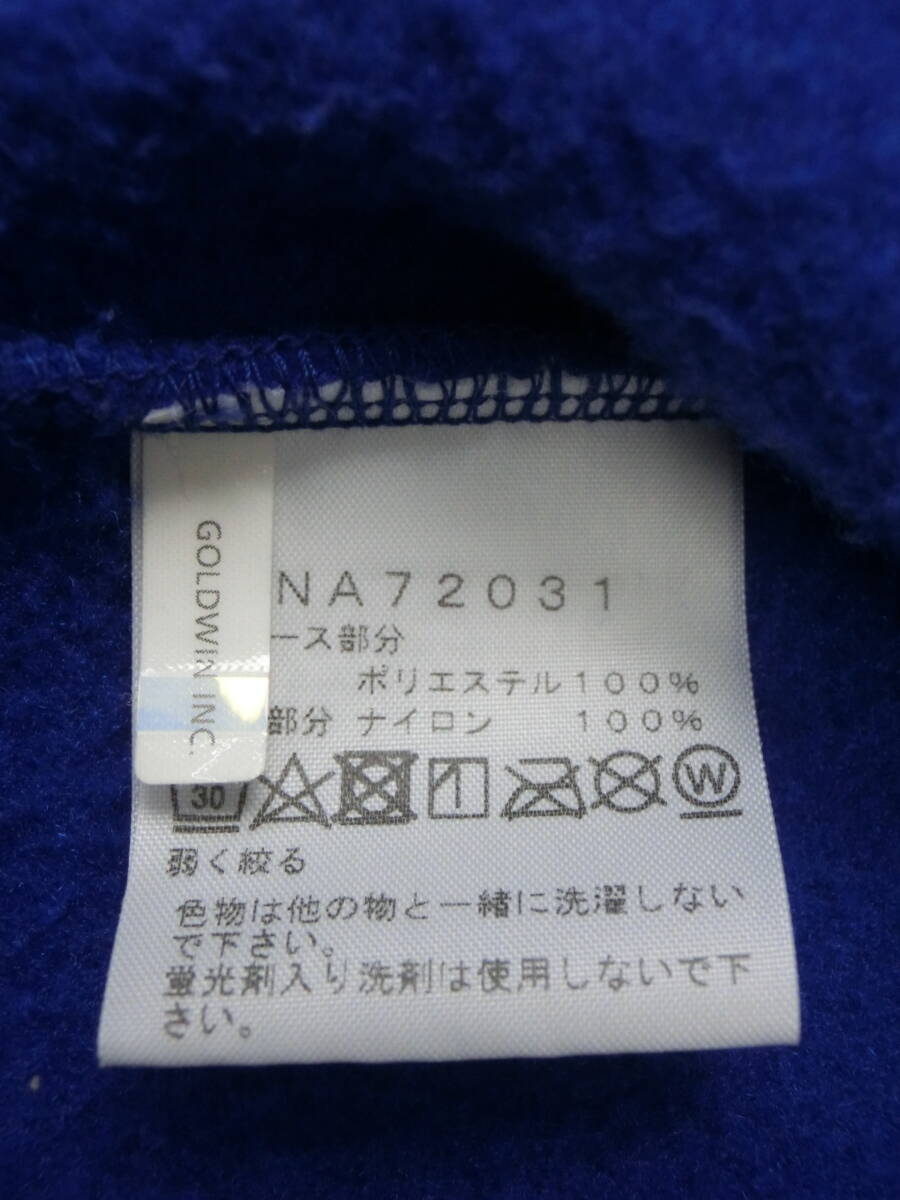 GOLDWIN INC.
NA72031
ース部分
ポリエステル100%
部分 ナイロン 100%
30
W
弱く絞る
色物は他の物と一緒に洗濯しない
で下さい。
蛍光剤入り洗剤は使用しないで下
さい。